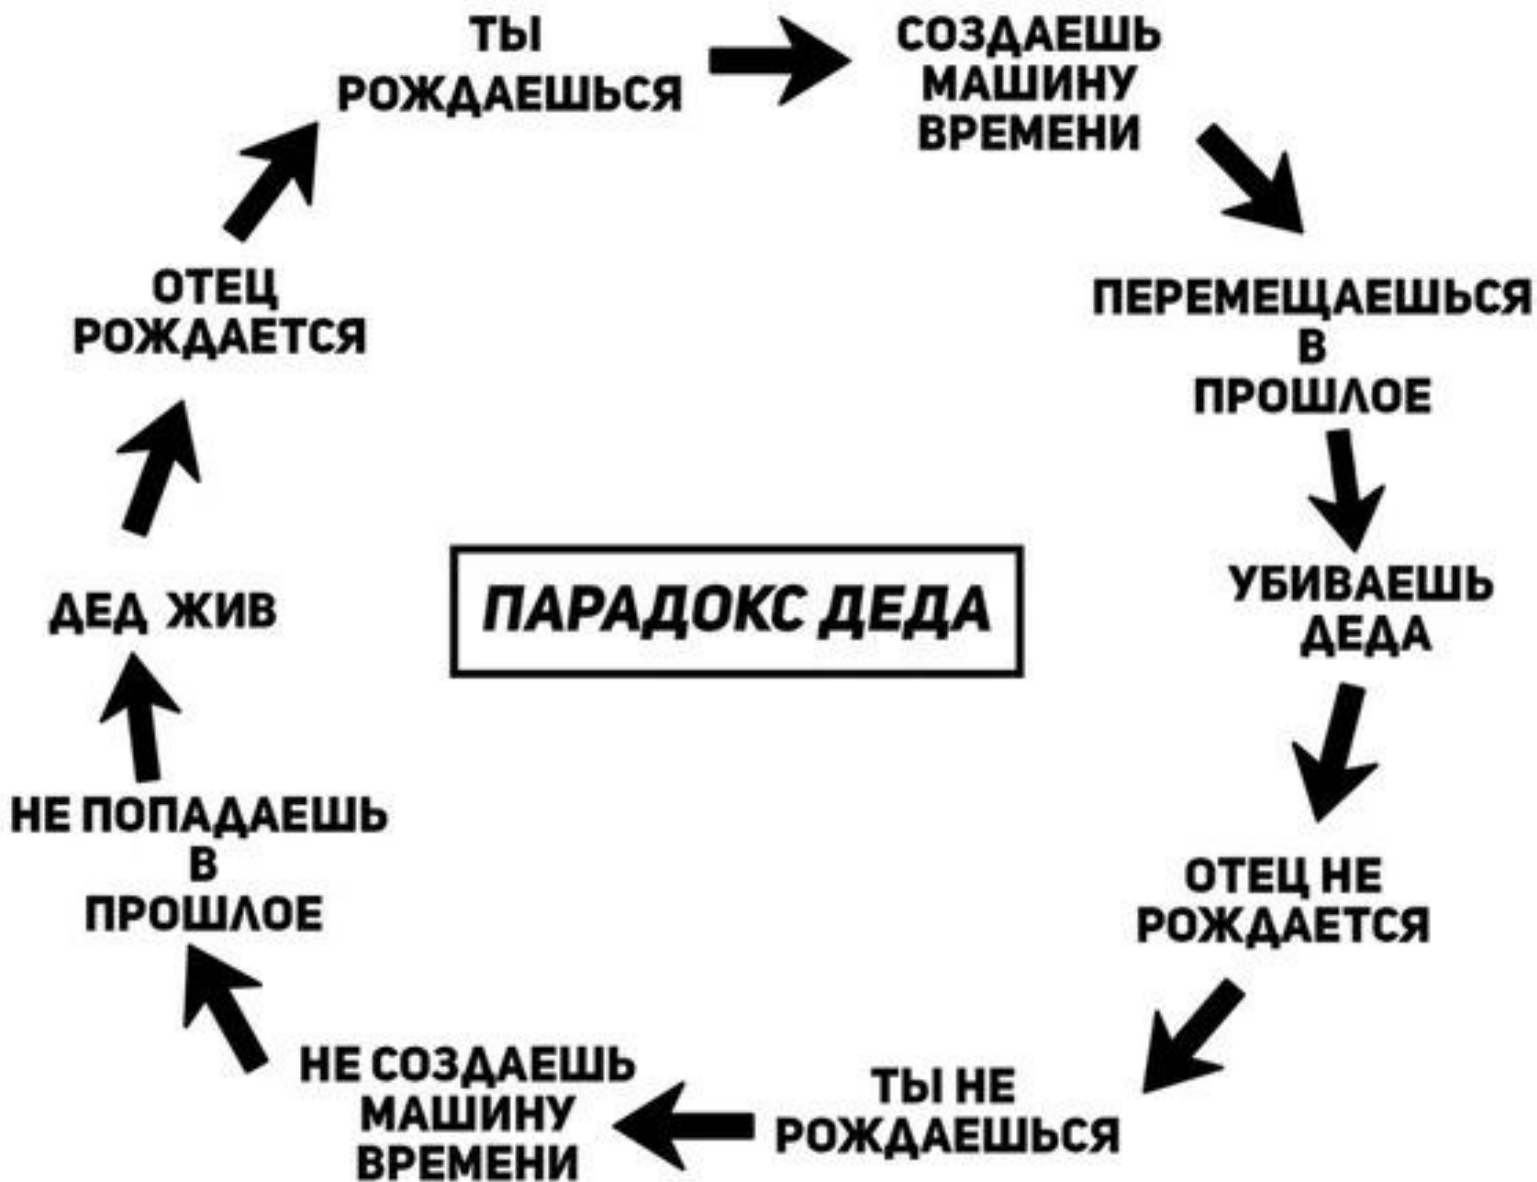 ТЫ
РОЖДАЕШЬСЯ
СОЗДАЕШЬ
МАШИНУ
ВРЕМЕНИ
ПЕРЕМЕЩАЕШЬСЯ
В
ПРОШЛОЕ
УБИВАЕШЬ
ДЕДА
ОТЕЦ НЕ
РОЖДАЕТСЯ
ТЫ НЕ
РОЖДАЕШЬСЯ
НЕ СОЗДАЕШЬ
МАШИНУ
ВРЕМЕНИ
НЕ ПОПАДАЕШЬ
В
ПРОШЛОЕ
ДЕД ЖИВ
ОТЕЦ
РОЖДАЕТСЯ
ПАРАДОКС ДЕДА